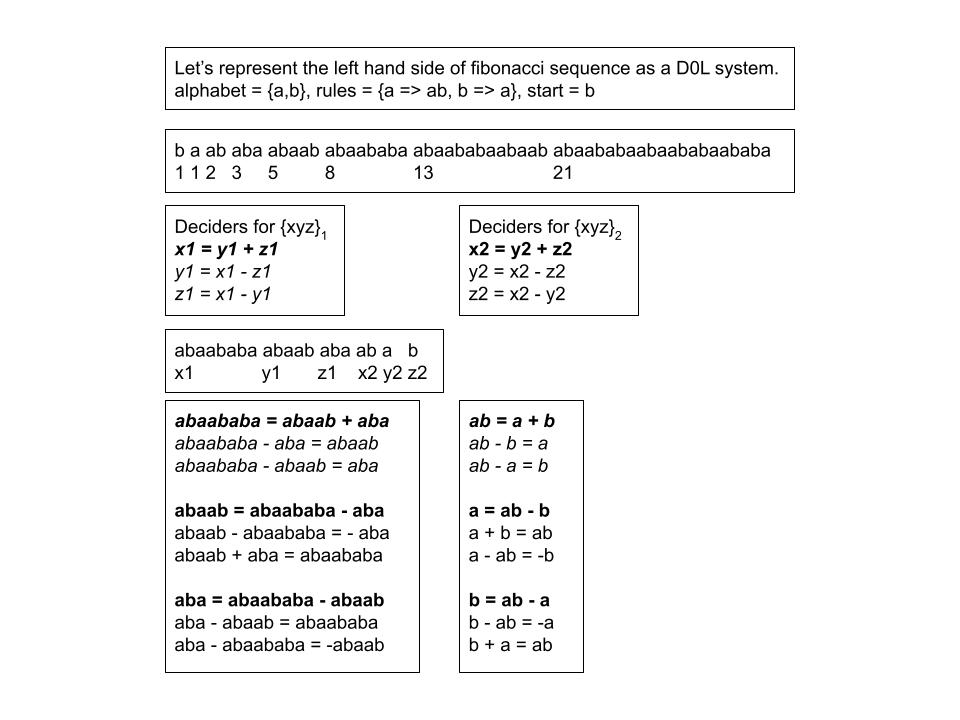 Let’s represent the left hand side of fibonacci sequence as a D0L system.
alphabet = {a,b}, rules = {a => ab, b => a}, start = b
b a ab aba abaab abaababa abaababaabaab abaababaabaababaababa
1 1 2 3 5 8 13 21
Deciders for {xyz}1
x1 = y1 + z1
y1 = x1 - z1
z1 = x1 - y1
Deciders for {xyz}2
x2 = y2 + z2
y2 = x2 - z2
z2 = x2 - y2
abaababa abaab aba ab a b
x1 y1 z1 x2 y2 z2
abaababa = abaab + aba
abaababa - aba = abaab
abaababa - abaab = aba
abaab = abaababa - aba
abaab - abaababa = - aba
abaab + aba = abaababa
aba = abaababa - abaab
aba - abaab = abaababa
aba - abaababa = -abaab
ab = a + b
ab - b = a
ab - a = b
a = ab - b
a + b = ab
a - ab = -b
b = ab - a
b - ab = -a
b + a = ab